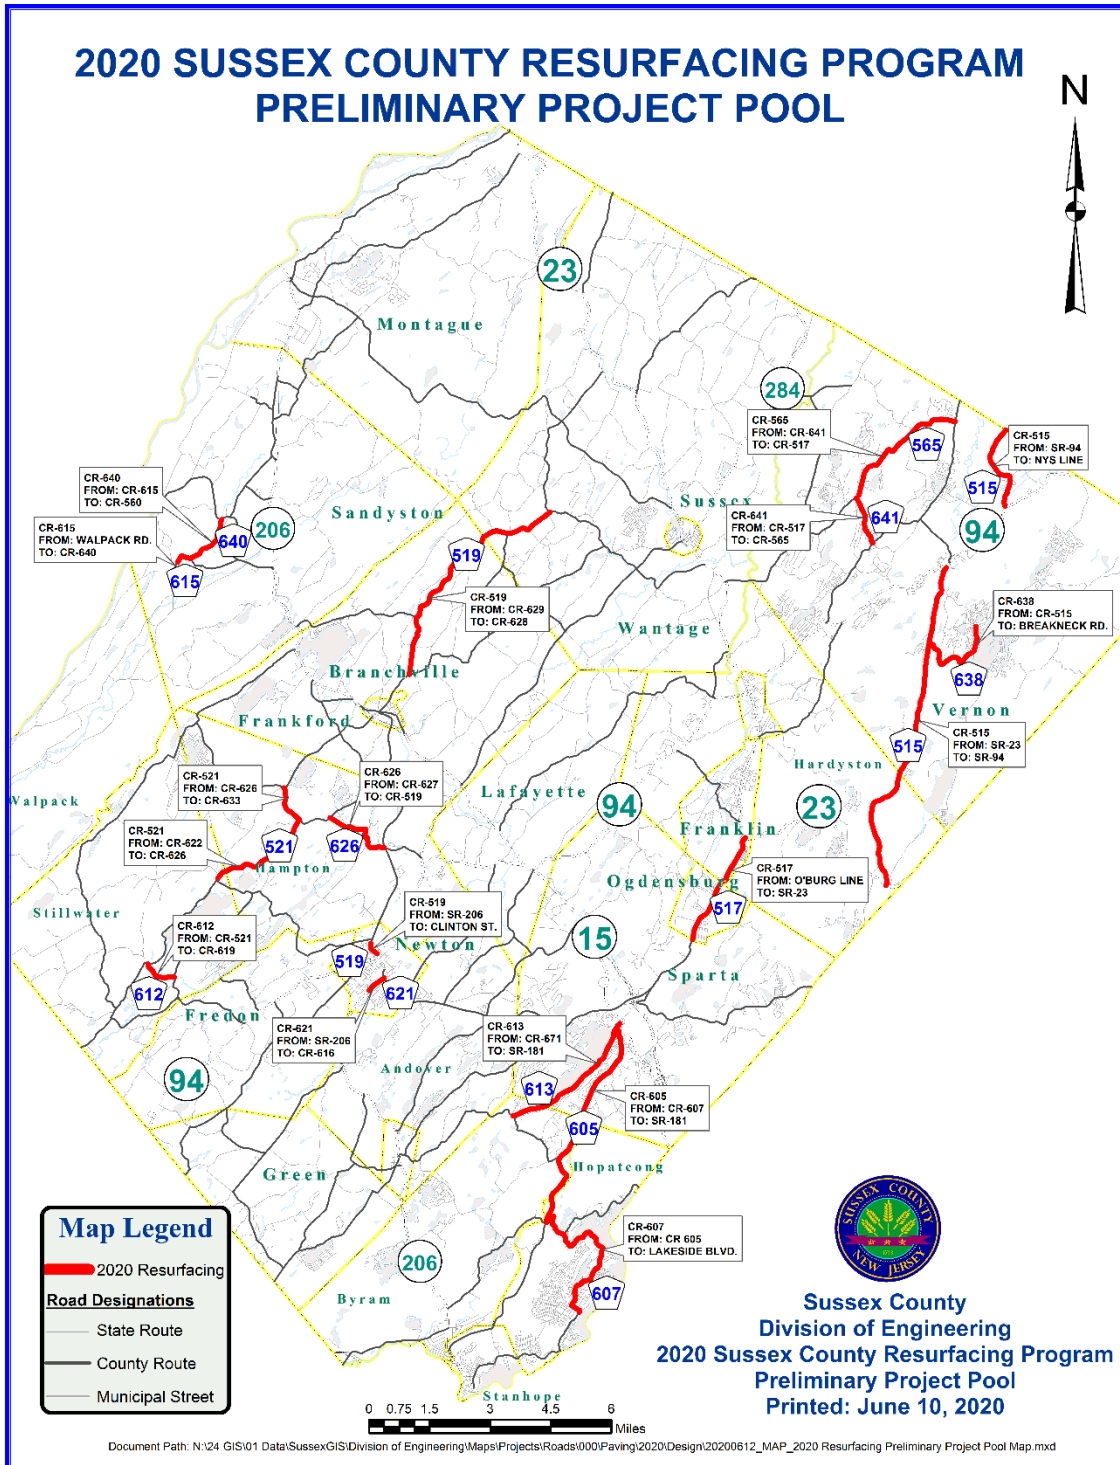 2020 SUSSEX COUNTY RESURFACING PROGRAM
PRELIMINARY PROJECT POOL
N
23
Montague
284
CR-565
FROM: CR-641
TO: CR-517
565
CR-515
FROM: SR-94
TO: NYS LINE
515
94
CR-640
FROM: CR-615
TO: CR-560
CR-615
FROM: WALPACK RD.
TO: CR-640
640
206
615
Sandyston
Sussex
CR-641
FROM: CR-517
TO: CR-565
641
519
CR-519
FROM: CR-629
TO: CR-628
Wantage
CR-638
FROM: CR-515
TO: BREAKNECK RD.
638
Vernon
Branchville
Frankford
CR-515
FROM: SR-23
TO: SR-94
515
Hardyston
CR-521
FROM: CR-626
TO: CR-633
CR-626
FROM: CR-627
TO: CR-519
Lafayette
94
23
Walpack
CR-521
FROM: CR-622
TO: CR-626
521
626
Hampton
Franklin
Ogdensburg
CR-517
FROM: O'BURG LINE
TO: SR-23
517
Stillwater
CR-612
FROM: CR-521
TO: CR-619
612
CR-519
FROM: SR-206
TO: CLINTON ST.
519
Newton
621
15
Sparta
Fredon
CR-621
FROM: SR-206
TO: CR-616
CR-613
FROM: CR-671
TO: SR-181
94
Andover
613
CR-605
FROM: CR-607
TO: SR-181
605
Green
Hopatcong
CR-607
FROM: CR 605
TO: LAKESIDE BLVD.
607
206
Byram
Stanhope
Map Legend
2020 Resurfacing
Road Designations
State Route
County Route
Municipal Street
SUSSEX COUNTY
1753
NEW JERSEY
Sussex County
Division of Engineering
2020 Sussex County Resurfacing Program
Preliminary Project Pool
Printed: June 10, 2020
0 0.75 1.5 3 4.5 6
Miles
Document Path: N:\24 GIS\01 Data\SussexGIS\Division of Engineering\Maps\Projects\Roads\000\Paving\2020\Design\20200612_MAP_2020 Resurfacing Preliminary Project Pool Map.mxd